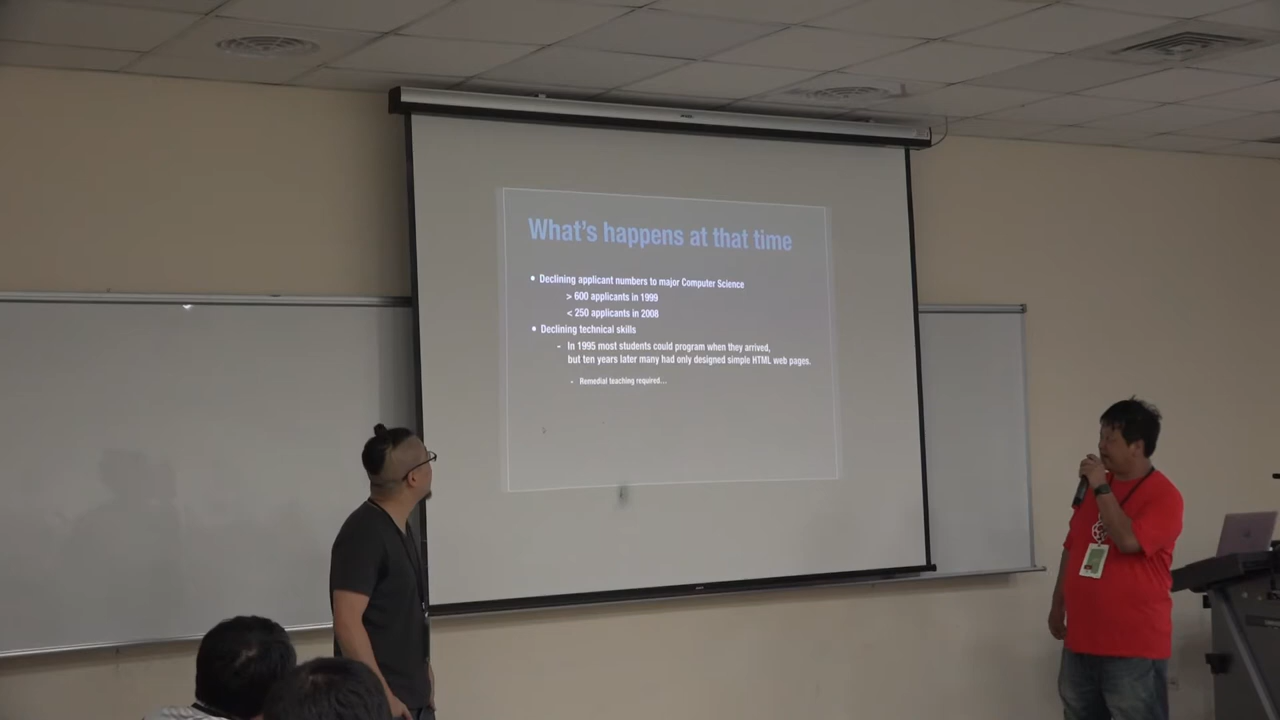 What's happens at that time
• Declining applicant numbers to major Computer Science
> 600 applicants in 1999
< 250 applicants in 2008
• Declining technical skills
- In 1995 most students could program when they arrived,
but ten years later many had only designed simple HTML web pages.
- Remedial teaching required...